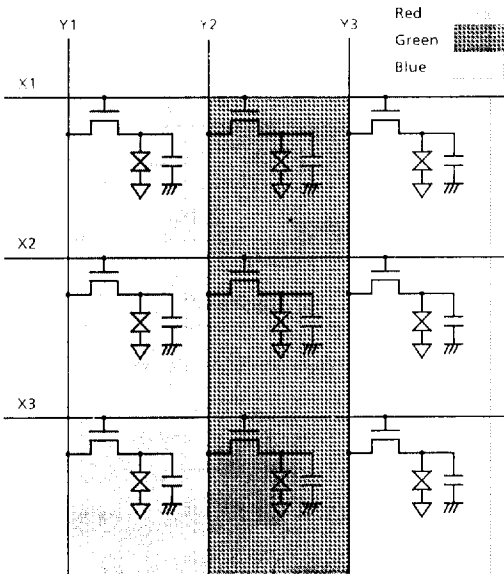 Red
Green
Blue
Y1 Y2 Y3
X1
X2
X3